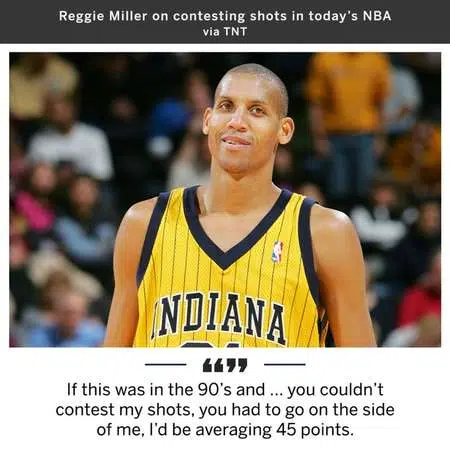 Reggie Miller on contesting shots in today's NBA
via TNT
INDIANA
If this was in the 90's and ... you couldn't
contest my shots, you had to go on the side
of me, I'd be averaging 45 points.